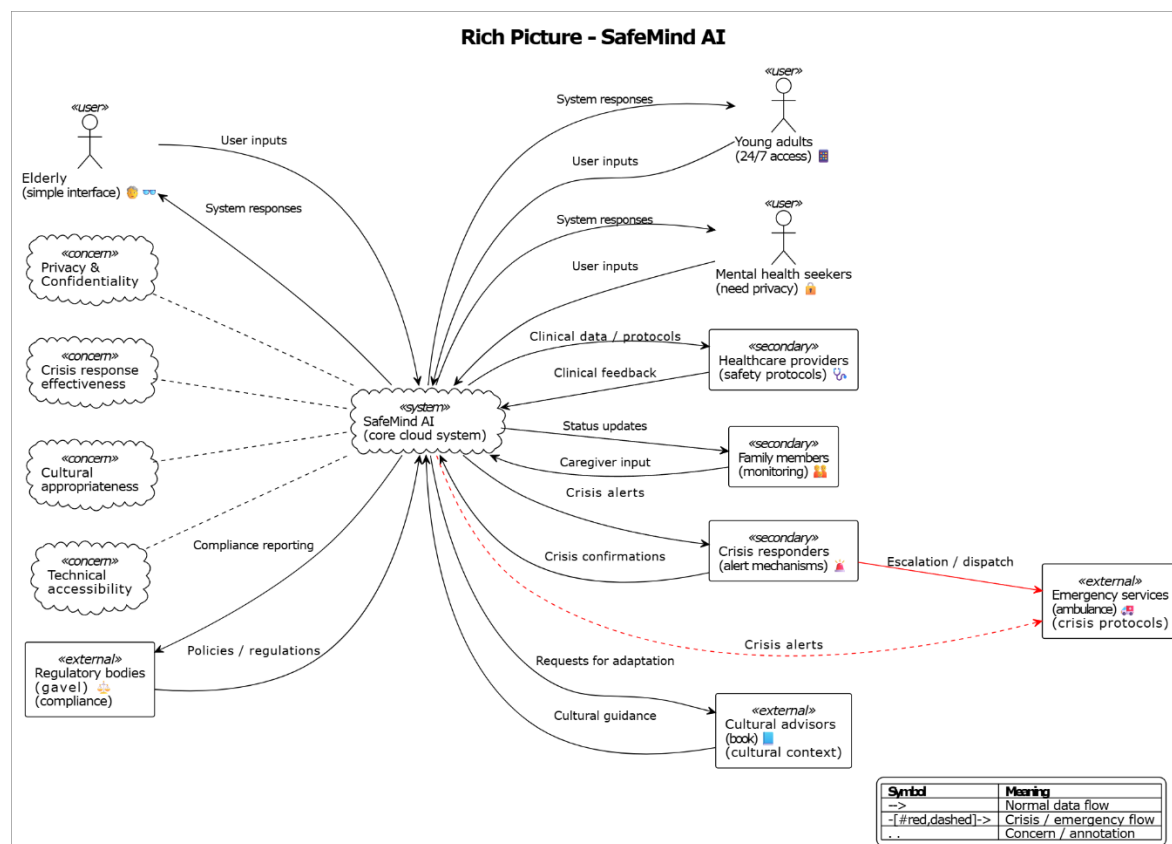 Rich Picture - SafeMind AI
«user»
Elderly
(simple interface)
User inputs
System responses
«user»
Young adults
(24/7 access)
System responses
User inputs
«user»
Mental health seekers
(need privacy)
System responses
User inputs
«concern»
Privacy &
Confidentiality
«concern»
Crisis response
effectiveness
«concern»
Cultural
appropriateness
«concern»
Technical
accessibility
«system»
SafeMind AI
(core cloud system)
Clinical data / protocols
Clinical feedback
«secondary»
Healthcare providers
(safety protocols)
Status updates
Caregiver input
«secondary»
Family members
(monitoring)
Crisis alerts
Crisis confirmations
«secondary»
Crisis responders
(alert mechanisms)
Escalation / dispatch
«external»
Emergency services
(ambulance)
(crisis protocols)
Crisis alerts
Compliance reporting
Policies / regulations
«external»
Regulatory bodies
(gavel)
(compliance)
Requests for adaptation
Cultural guidance
«external»
Cultural advisors
(book)
(cultural context)
Symbol Meaning
--> Normal data flow
-[#red,dashed]-> Crisis / emergency flow
. . Concern / annotation